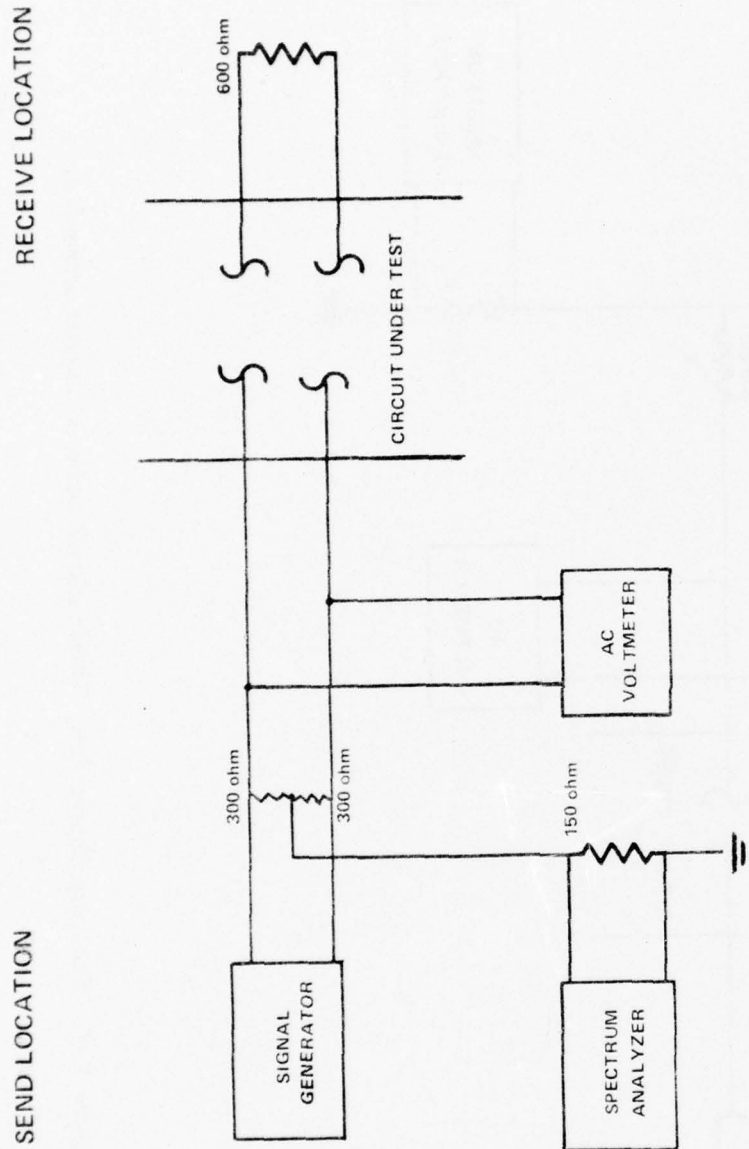 SEND LOCATION
RECEIVE LOCATION
SIGNAL
GENERATOR
300 ohm
300 ohm
600 ohm
CIRCUIT UNDER TEST
AC
VOLTMETER
150 ohm
SPECTRUM
ANALYZER